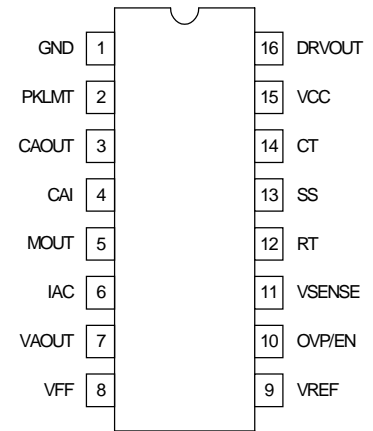 GND 1 16 DRVOUT
PKLMT 2 15 VCC
CAOUT 3 14 CT
CAI 4 13 SS
MOUT 5 12 RT
IAC 6 11 VSENSE
VAOUT 7 10 OVP/EN
VFF 8 9 VREF